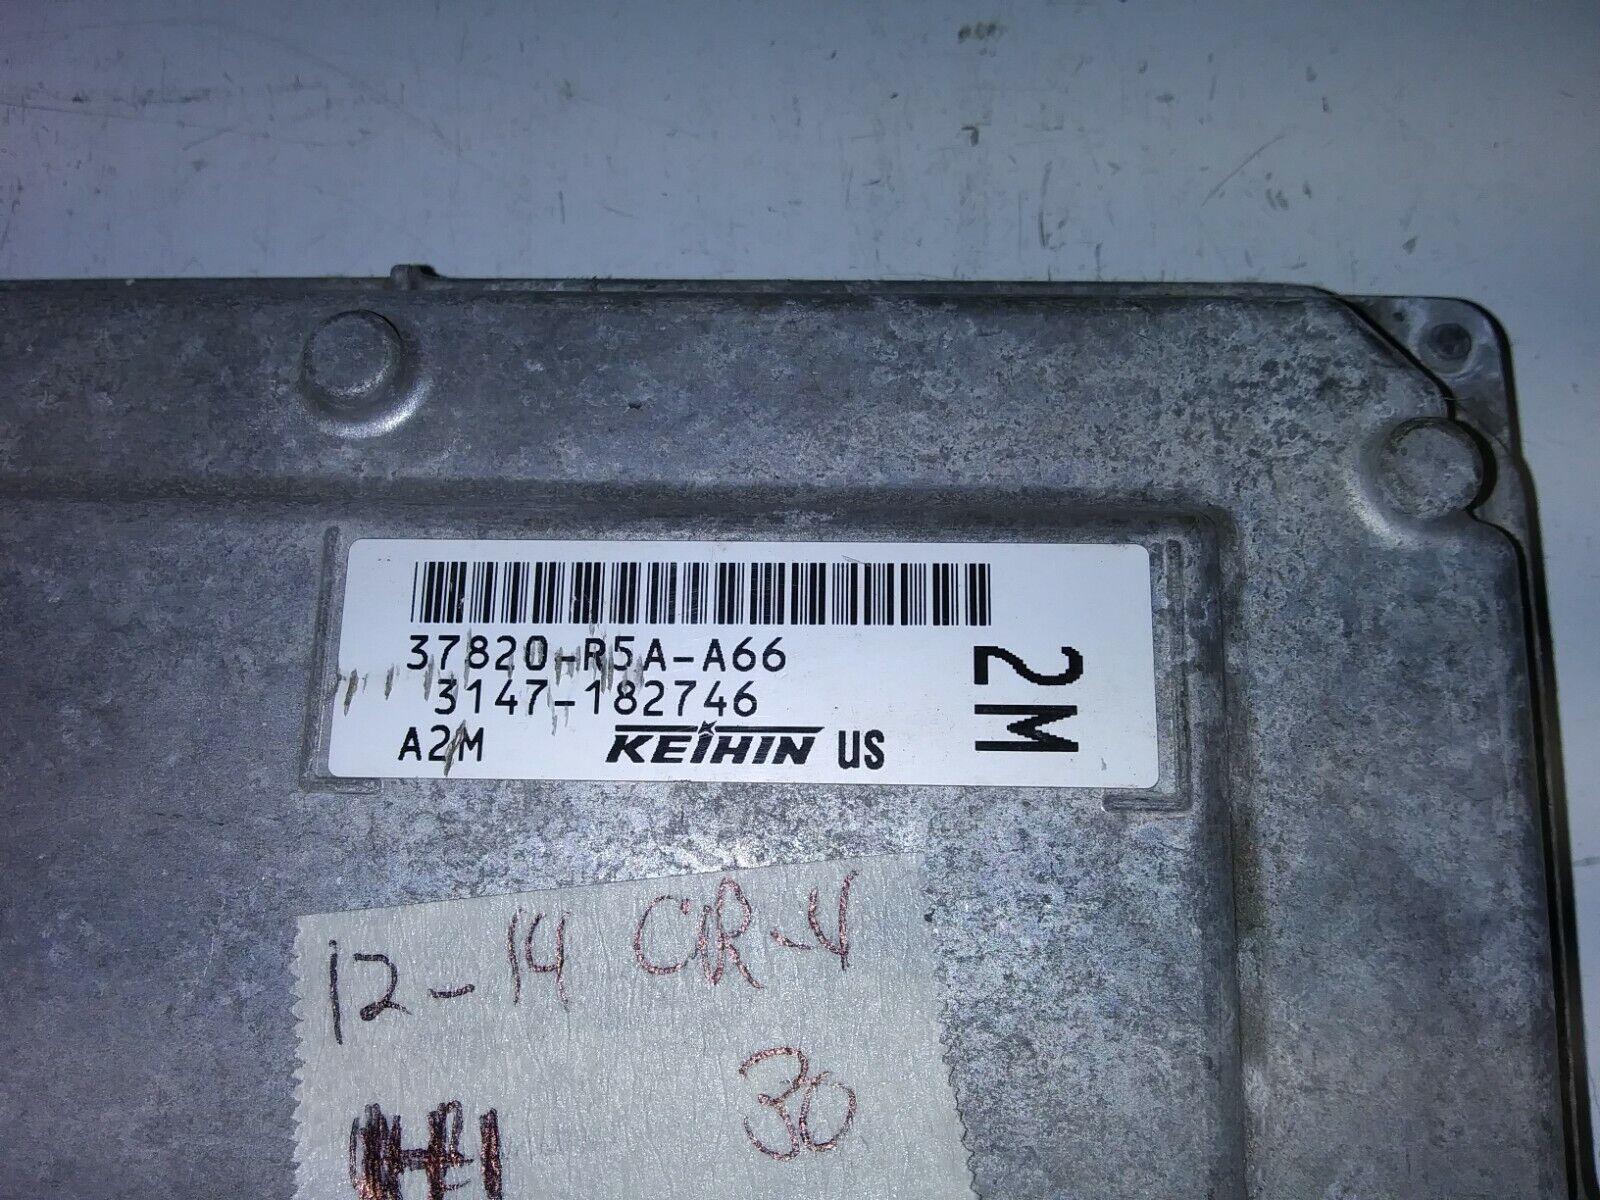 37820-R5A-A66
3147-182746
A2M KEIHIN US
2M
12-14 CR-V
30